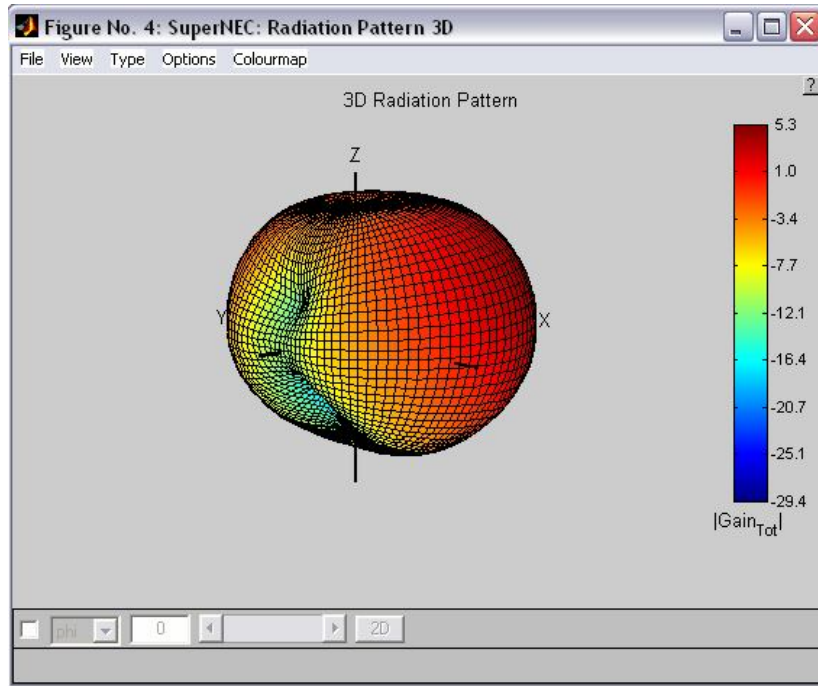 Figure No. 4: SuperNEC: Radiation Pattern 3D
File View Type Options Colourmap
?
3D Radiation Pattern
Z
Y
X
5.3
1.0
-3.4
-7.7
-12.1
-16.4
-20.7
-25.1
-29.4
|Gain_Tot|
phi 0 2D